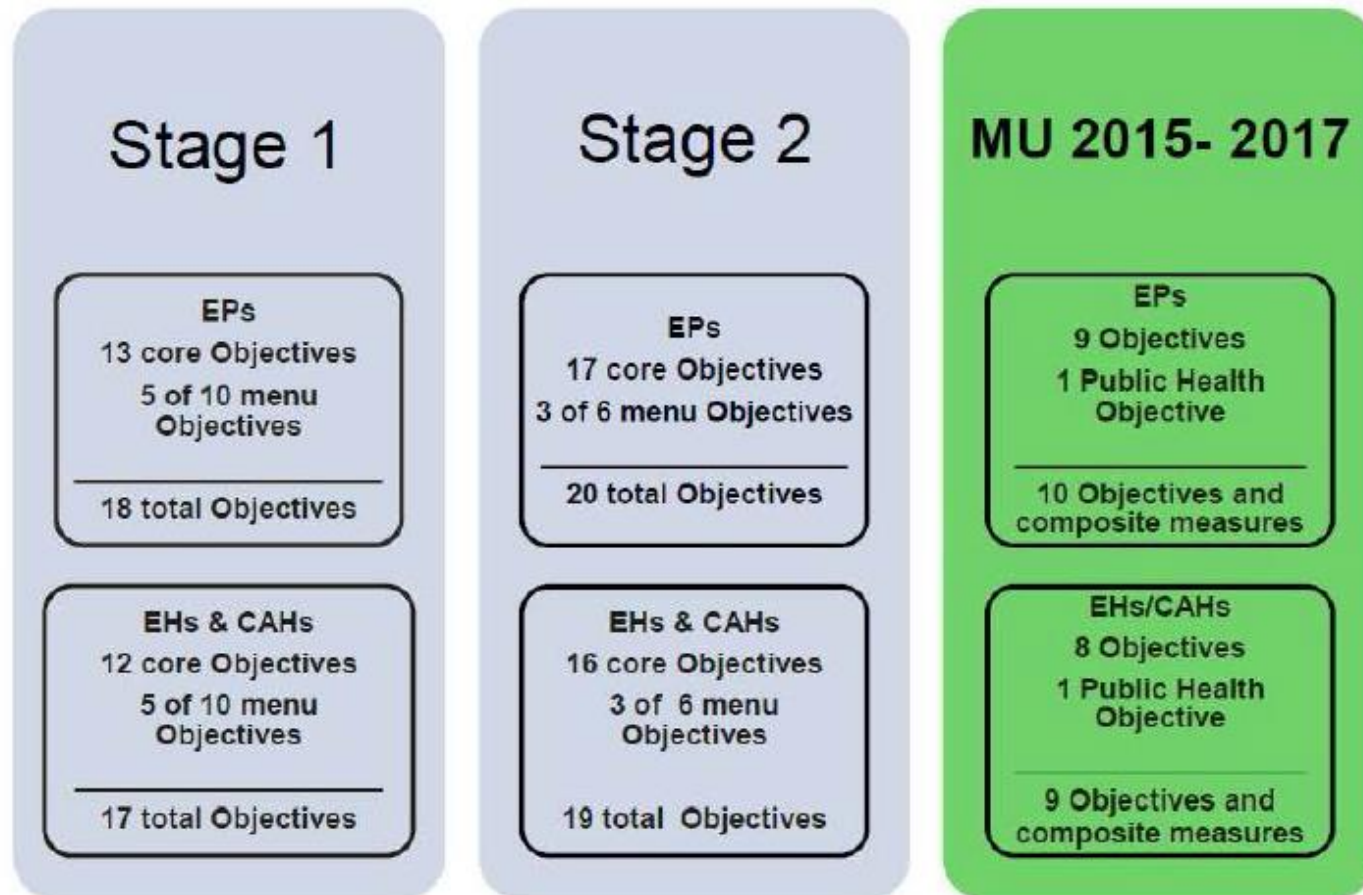 Stage 1
EPs
13 core Objectives
5 of 10 menu
Objectives
18 total Objectives
EHs & CAHs
12 core Objectives
5 of 10 menu
Objectives
17 total Objectives
Stage 2
EPs
17 core Objectives
3 of 6 menu Objectives
20 total Objectives
EHs & CAHs
16 core Objectives
3 of 6 menu
Objectives
19 total Objectives
MU 2015- 2017
EPs
9 Objectives
1 Public Health
Objective
10 Objectives and
composite measures
EHs/CAHs
8 Objectives
1 Public Health
Objective
9 Objectives and
composite measures